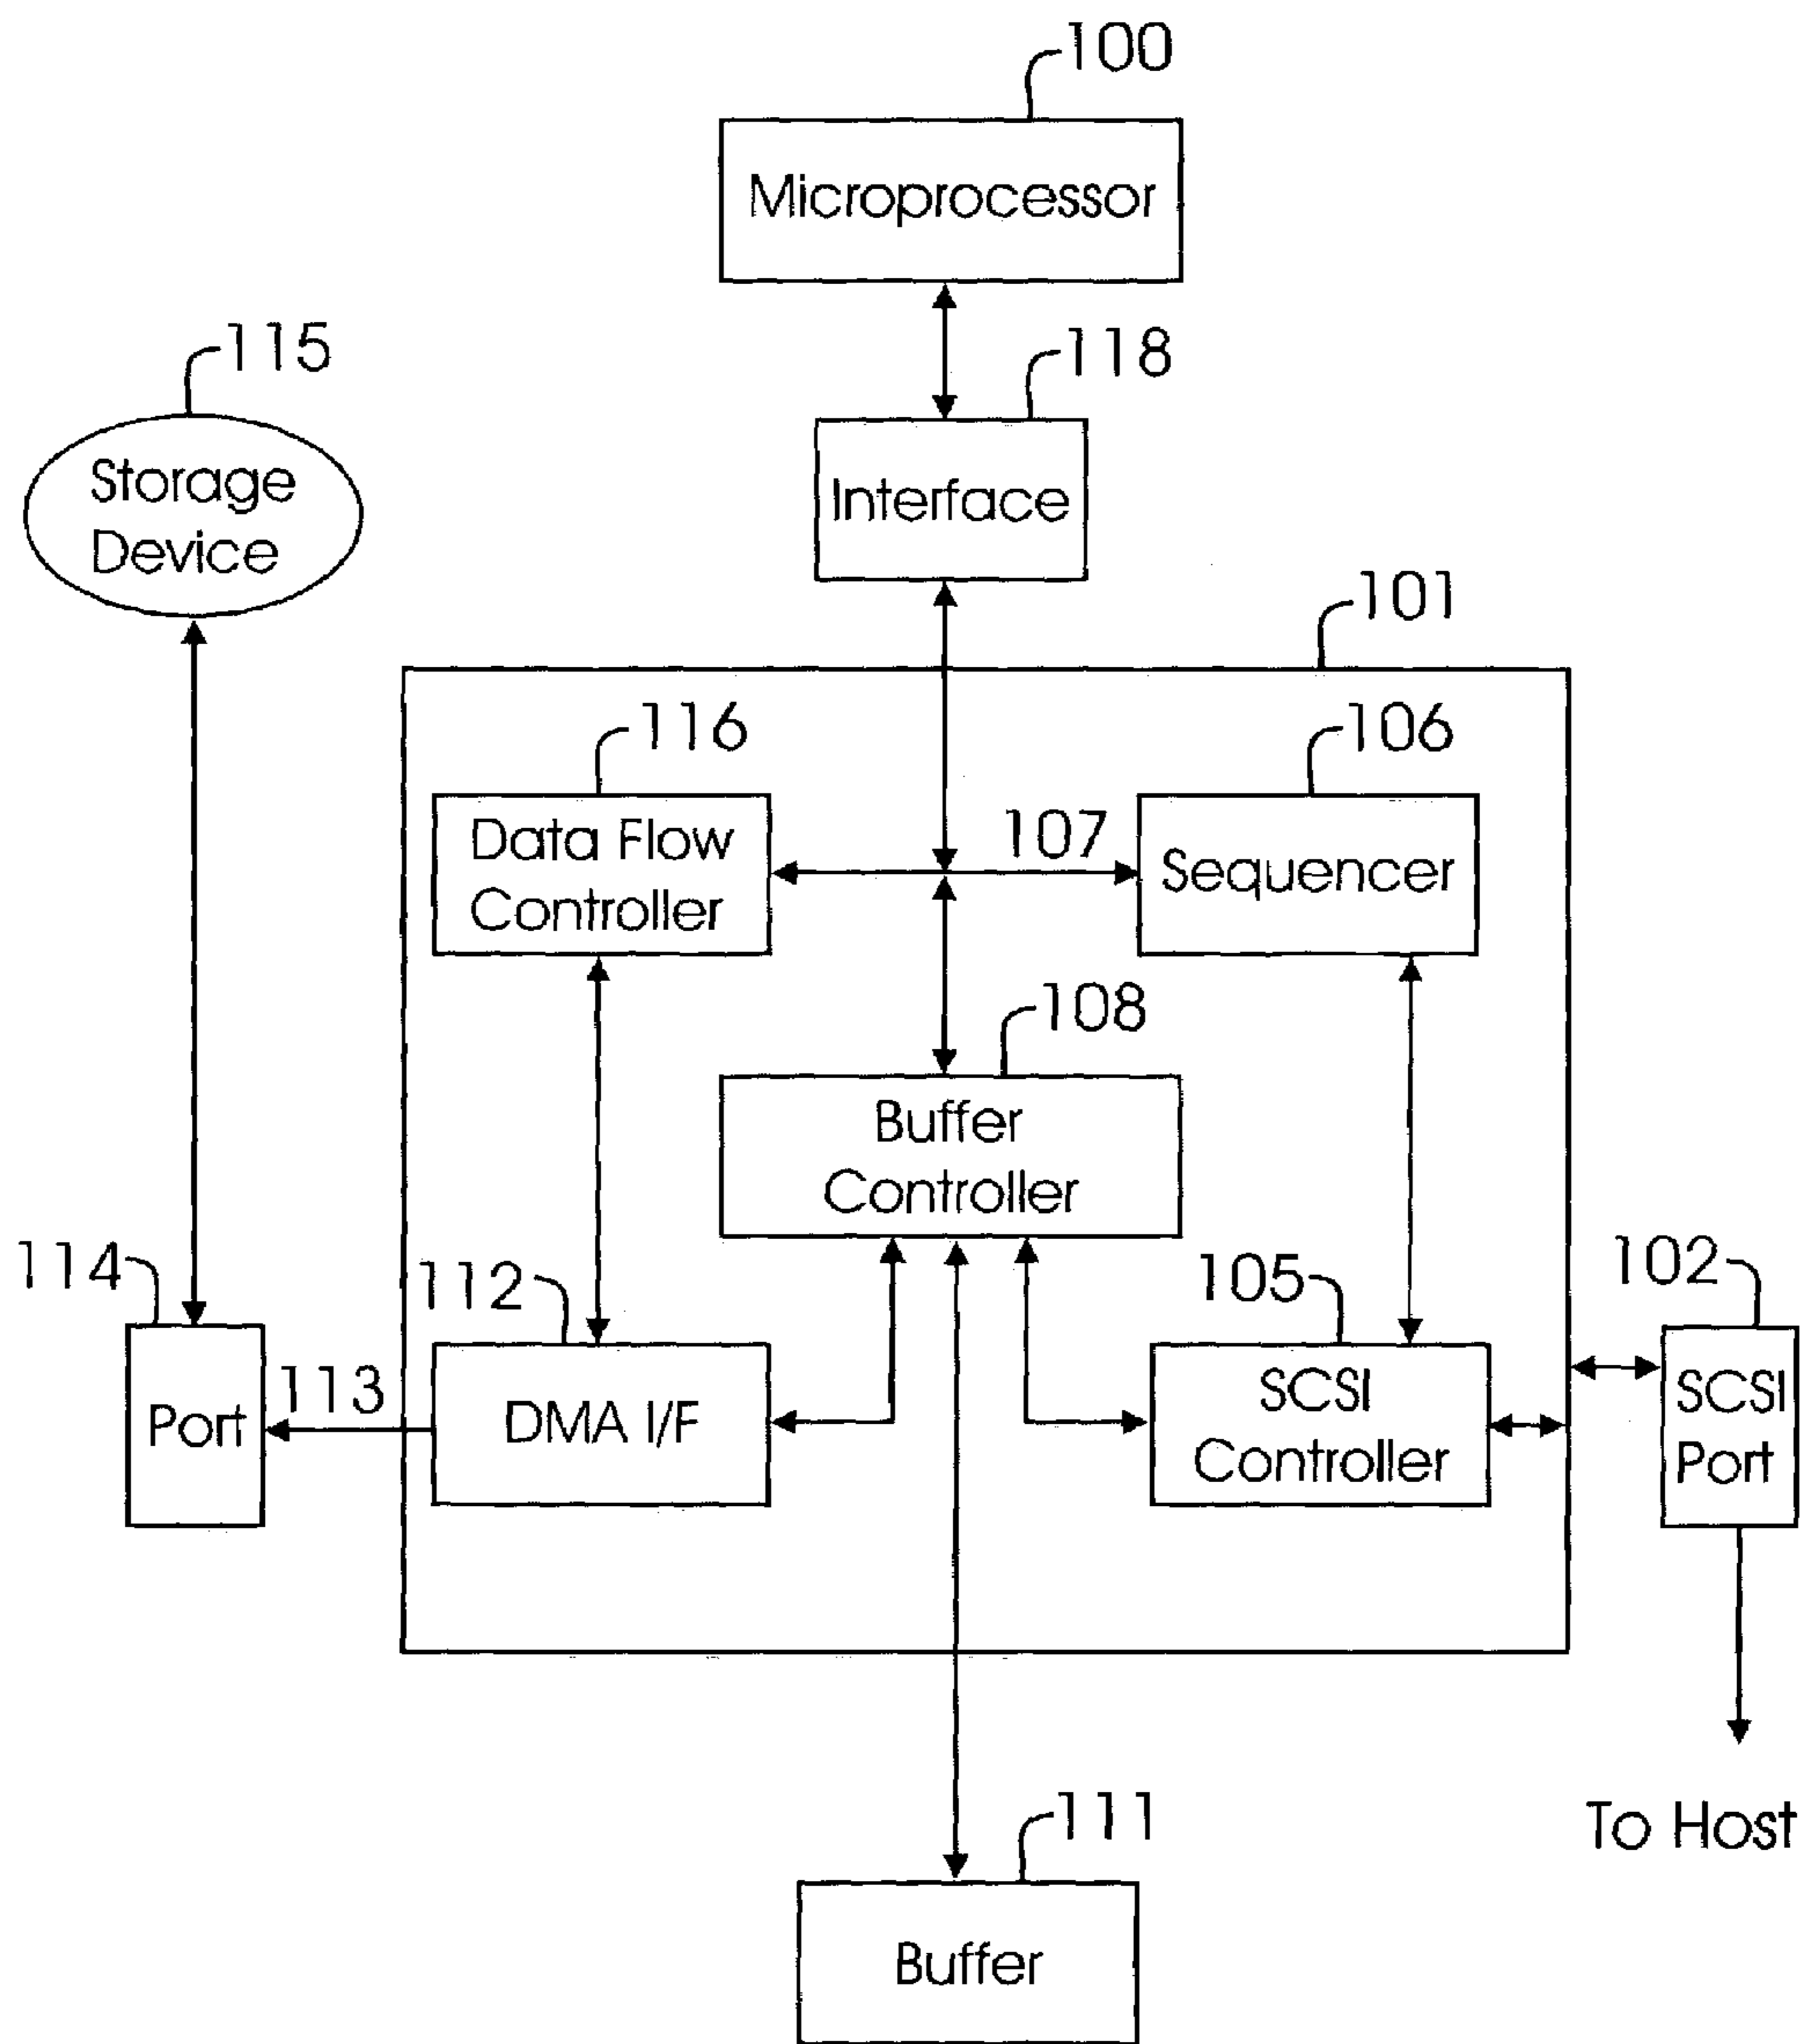 100
Microprocessor
118
Interface
115
Storage
Device
101
116
Data Flow
Controller
107
106
Sequencer
108
Buffer
Controller
114
Port
113
112
DMA I/F
105
SCSI
Controller
102
SCSI
Port
To Host
111
Buffer